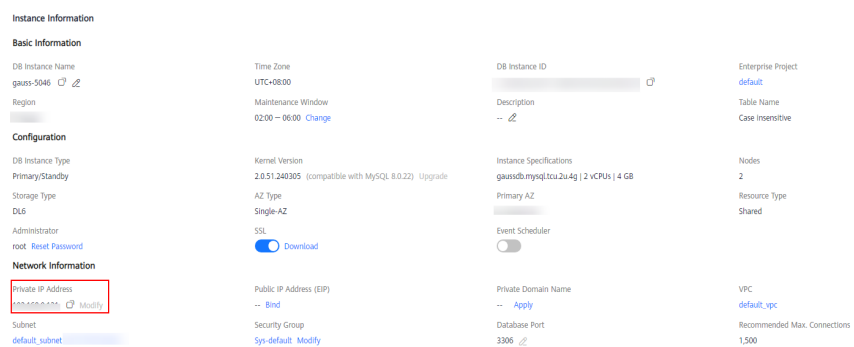 Instance Information
Basic Information
DB Instance Name Time Zone DB Instance ID Enterprise Project
gauss-5046 UTC+08:00 default
Region Maintenance Window Description Table Name
02:00 — 06:00 Change -- Case insensitive
Configuration
DB Instance Type Kernel Version Instance Specifications Nodes
Primary/Standby 2.0.51.240305 (compatible with MySQL 8.0.22) Upgrade gaussdb.mysql.tcu.2u.4g | 2 vCPUs | 4 GB 2
Storage Type AZ Type Primary AZ Resource Type
DL6 Single-AZ Shared
Administrator SSL Event Scheduler
root Reset Password Download
Network Information
Private IP Address Public IP Address (EIP) Private Domain Name VPC
Modify -- Bind -- Apply default_vpc
Subnet Security Group Database Port Recommended Max. Connections
default_subnet Sys-default Modify 3306 1,500